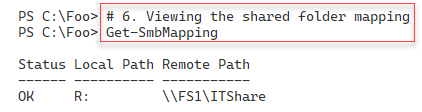 PS C:\Foo> # 6. Viewing the shared folder mapping
PS C:\Foo> Get-SmbMapping
Status Local Path Remote Path
------ ---------- -----------
OK     R:         \\FS1\ITShare